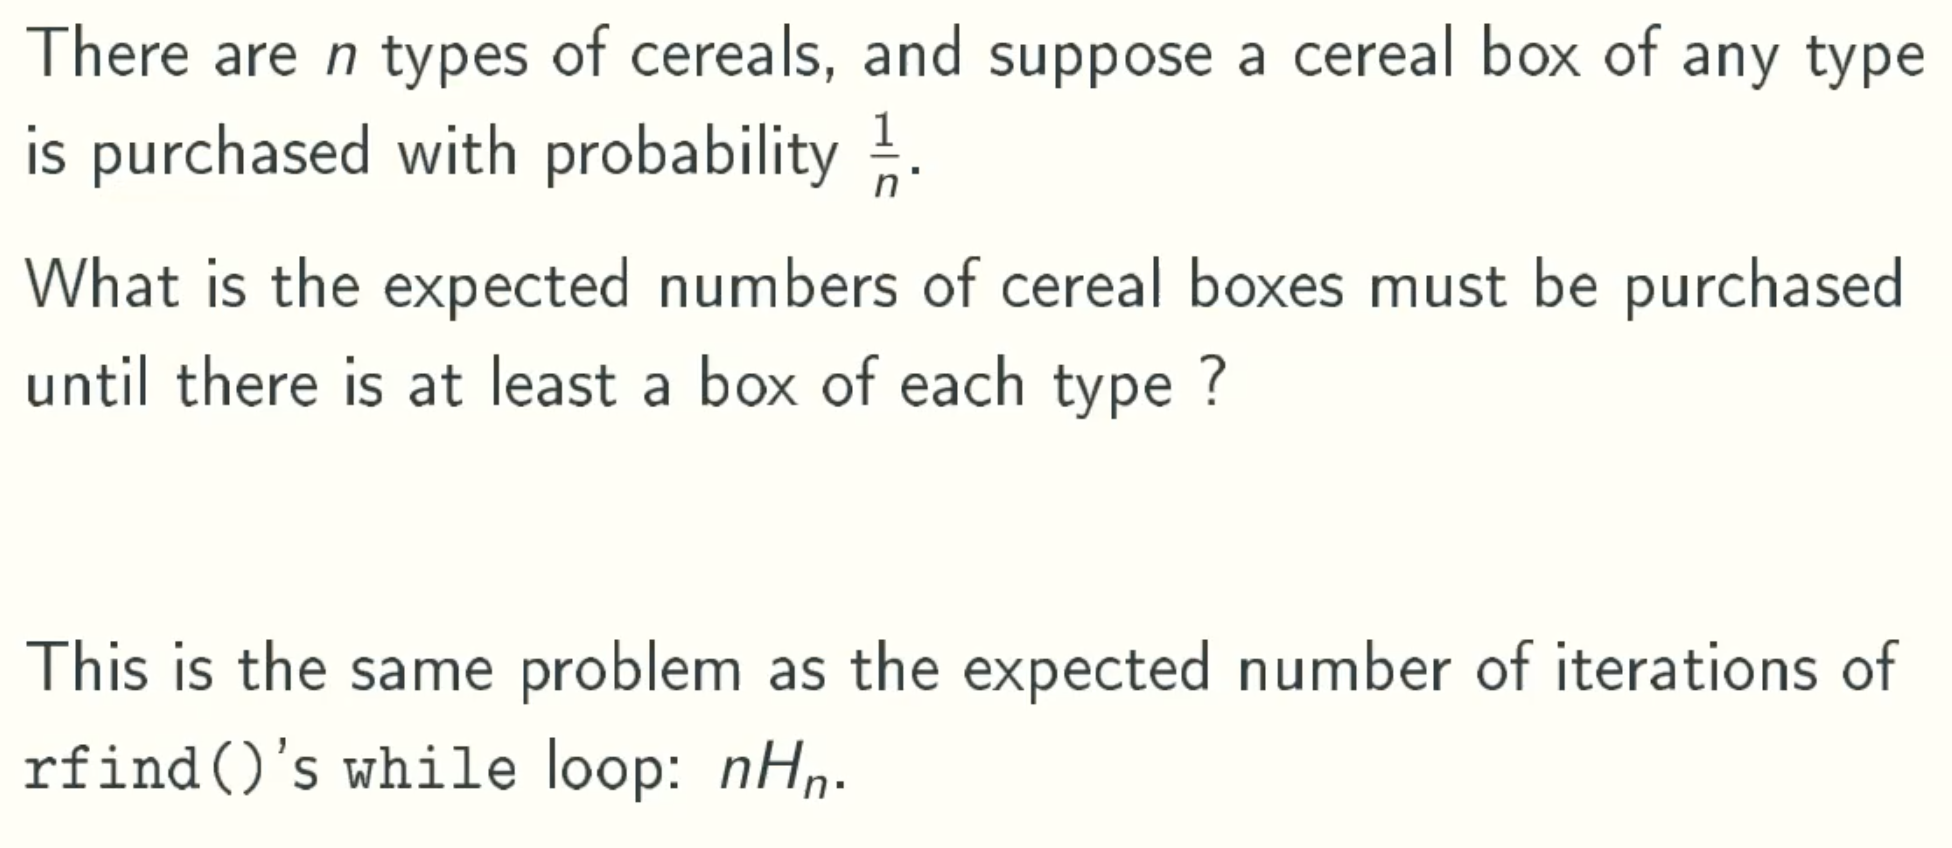 There are n types of cereals, and suppose a cereal box of any type
is purchased with probability 1/n.
What is the expected numbers of cereal boxes must be purchased
until there is at least a box of each type ?
This is the same problem as the expected number of iterations of
rfind()'s while loop: nHₙ.